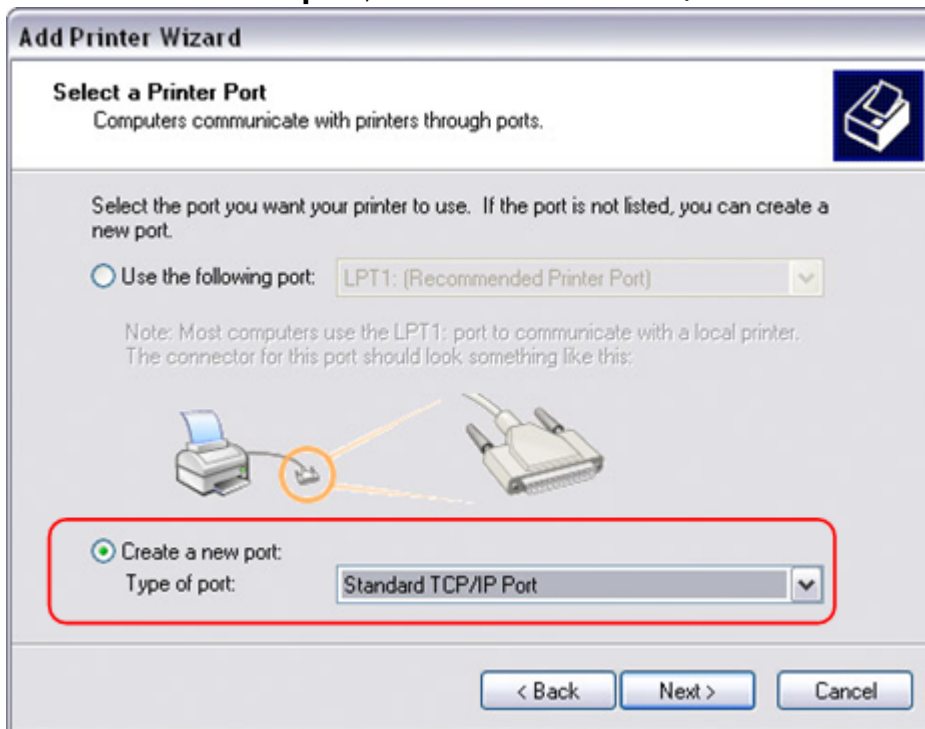 Add Printer Wizard
Select a Printer Port
Computers communicate with printers through ports.
Select the port you want your printer to use. If the port is not listed, you can create a
new port.
Use the following port: LPT1: (Recommended Printer Port)
Note: Most computers use the LPT1: port to communicate with a local printer.
The connector for this port should look something like this:
Create a new port:
Type of port: Standard TCP/IP Port
< Back Next > Cancel